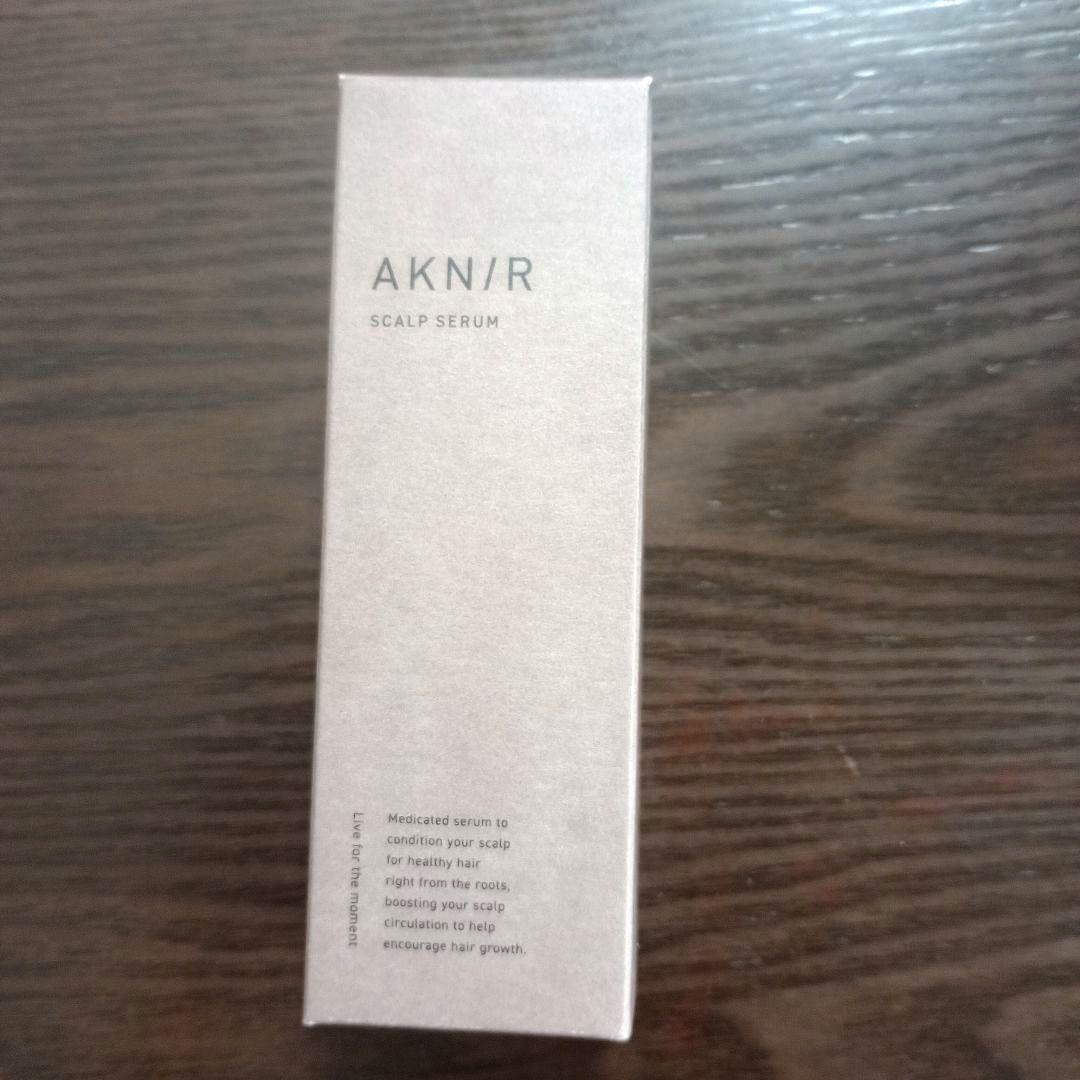 AKN/R
SCALP SERUM
Live for the moment
Medicated serum to
condition your scalp
for healthy hair
right from the roots,
boosting your scalp
circulation to help
encourage hair growth.